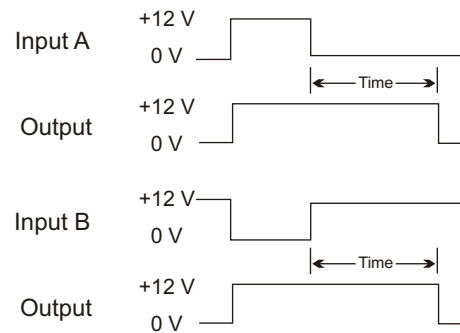 Input A
+12 V
0 V
Time
Output
+12 V
0 V
Input B
+12 V
0 V
Time
Output
+12 V
0 V